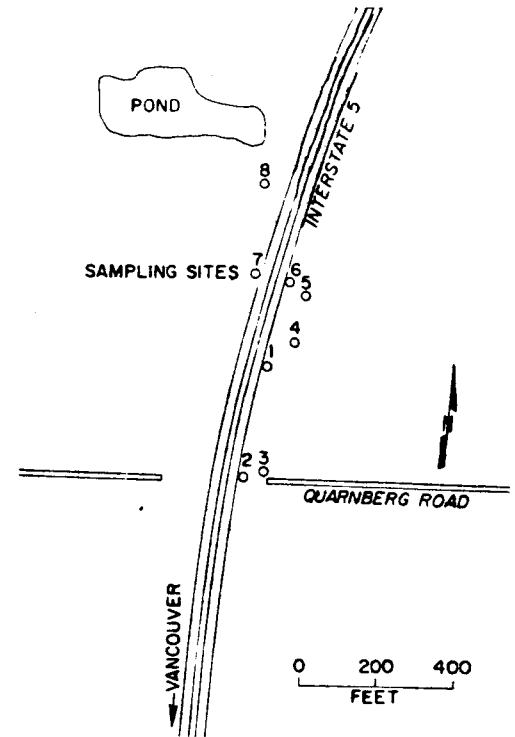 POND
INTERSTATE 5
8
SAMPLING SITES
7
6
5
4
1
N
2
3
QUARNBERG ROAD
VANCOUVER
0 200 400
FEET